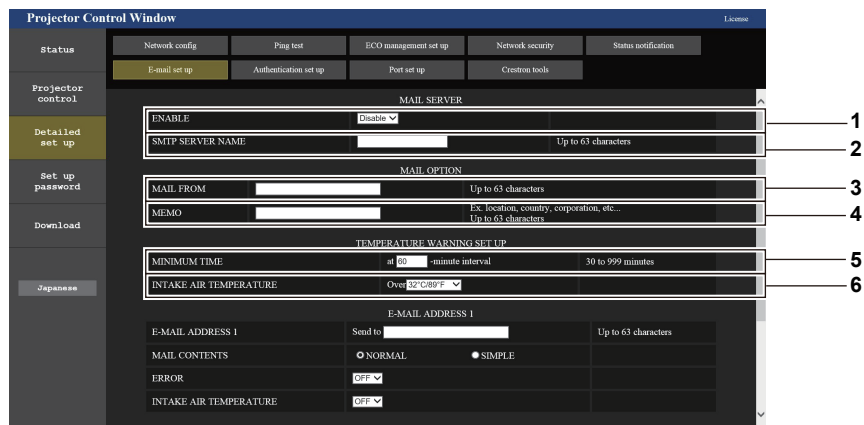 Projector Control Window
License
Status
Network config
Ping test
ECO management set up
Network security
Status notification
E-mail set up
Authentication set up
Port set up
Crestron tools
Projector
control
Detailed
set up
Set up
password
Download
Japanese
MAIL SERVER
ENABLE Disable 1
SMTP SERVER NAME Up to 63 characters 2
MAIL OPTION
MAIL FROM Up to 63 characters 3
MEMO Ex. location, country, corporation, etc...
Up to 63 characters 4
TEMPERATURE WARNING SET UP
MINIMUM TIME at 60 -minute interval 30 to 999 minutes 5
INTAKE AIR TEMPERATURE Over 32°C/89°F 6
E-MAIL ADDRESS 1
E-MAIL ADDRESS 1 Send to Up to 63 characters
MAIL CONTENTS NORMAL SIMPLE
ERROR OFF
INTAKE AIR TEMPERATURE OFF